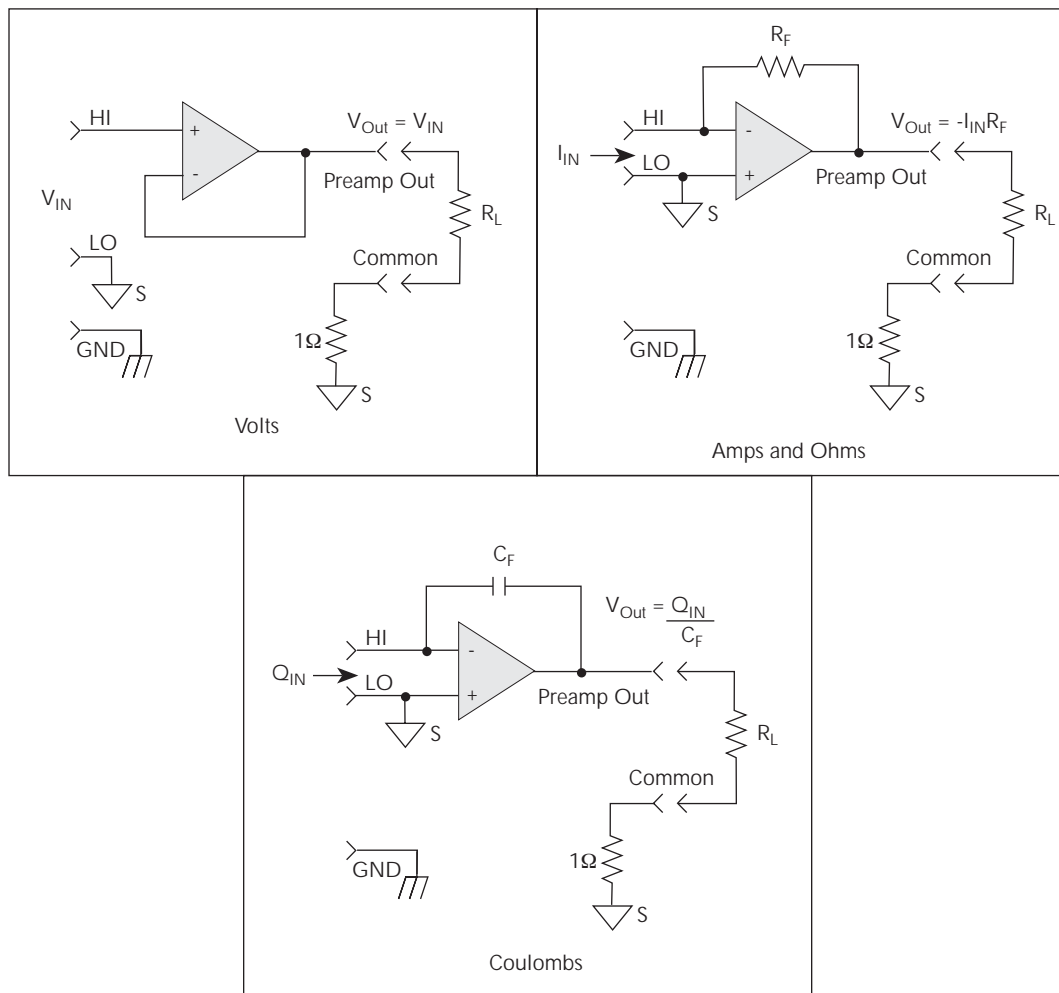 HI
+
-
V_Out = V_IN
Preamp Out
V_IN
R_L
LO
S
Common
1Ω
GND
S
Volts
R_F
HI
-
V_Out = -I_INR_F
I_IN
LO
+
Preamp Out
S
R_L
Common
1Ω
GND
S
Amps and Ohms
C_F
V_Out = Q_IN
C_F
HI
-
Q_IN
LO
+
Preamp Out
S
R_L
Common
1Ω
GND
S
Coulombs